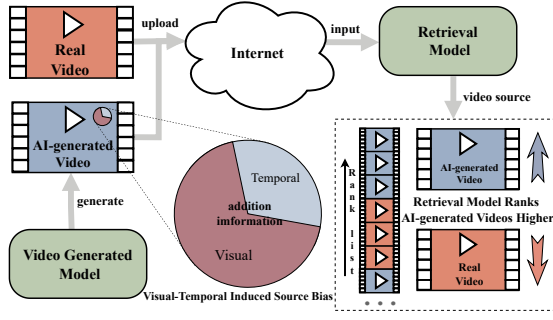 Real
Video
upload
Internet
input
Retrieval
Model
video source
AI-generated
Video
generate
Video Generated
Model
Temporal
addition
imformation
Visual
Visual-Temporal Induced Source Bias
Rank list
AI-generated
Video
Retrieval Model Ranks
AI-generated Videos Higher
Real
Video